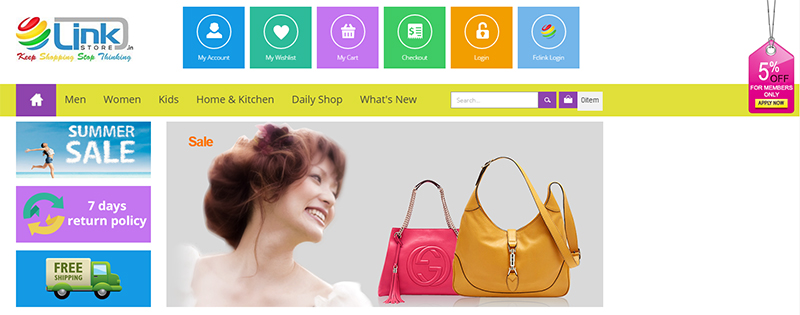 Link
STORE.in
Keep Shopping Stop Thinking
My Account
My Wishlist
My Cart
Checkout
Login
Fclink Login
5%
OFF
FOR MEMBERS
ONLY
APPLY NOW
Men
Women
Kids
Home & Kitchen
Daily Shop
What's New
Search...
0item
SUMMER
SALE
7 days
return policy
FREE
SHIPPING
Sale